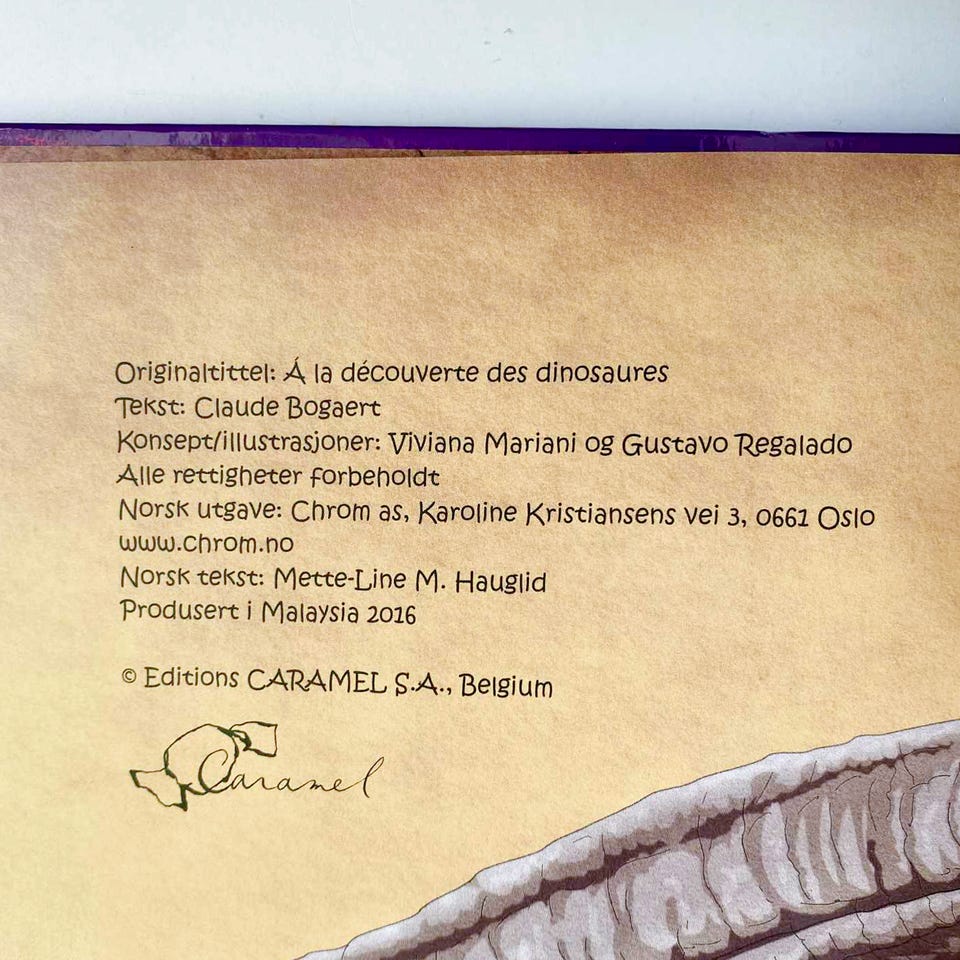 Originaltittel: Á la découverte des dinosaures
Tekst: Claude Bogaert
Konsept/illustrasjoner: Viviana Mariani og Gustavo Regalado
Alle rettigheter forbeholdt
Norsk utgave: Chrom as, Karoline Kristiansens vei 3, 0661 Oslo
www.chrom.no
Norsk tekst: Mette-Line M. Hauglid
Produsert i Malaysia 2016
© Editions CARAMEL S.A., Belgium
Caramel